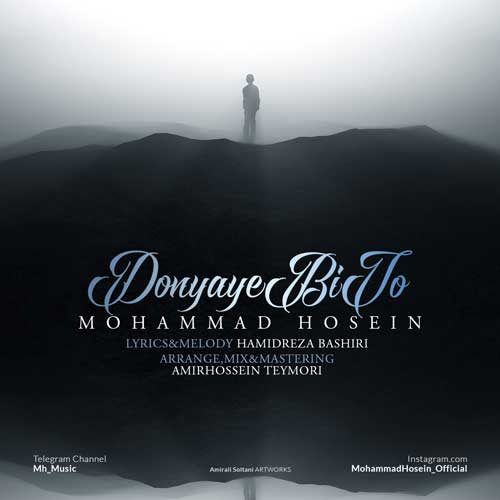 Donyaye Bi To
MOHAMMAD HOSEIN
LYRICS&MELODY HAMIDREZA BASHIRI
ARRANGE,MIX&MASTERING
AMIRHOSSEIN TEYMORI
Telegram Channel
Mh_Music
Amirali Soltani ARTWORKS
Instagram.com
MohammadHosein_Official